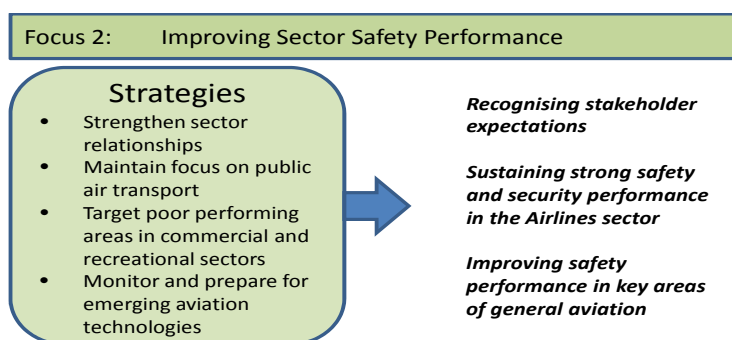 Focus 2: Improving Sector Safety Performance
Strategies
• Strengthen sector
relationships
• Maintain focus on public
air transport
• Target poor performing
areas in commercial and
recreational sectors
• Monitor and prepare for
emerging aviation
technologies
Recognising stakeholder
expectations
Sustaining strong safety
and security performance
in the Airlines sector
Improving safety
performance in key areas
of general aviation